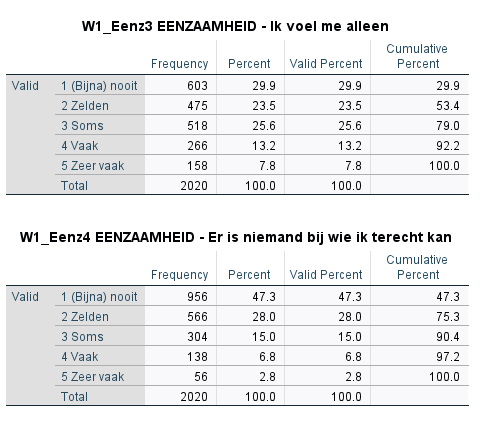 W1_Eenz3 EENZAAMHEID - Ik voel me alleen
Frequency Percent Valid Percent Cumulative Percent
Valid 1 (Bijna) nooit 603 29.9 29.9 29.9
2 Zelden 475 23.5 23.5 53.4
3 Soms 518 25.6 25.6 79.0
4 Vaak 266 13.2 13.2 92.2
5 Zeer vaak 158 7.8 7.8 100.0
Total 2020 100.0 100.0
W1_Eenz4 EENZAAMHEID - Er is niemand bij wie ik terecht kan
Frequency Percent Valid Percent Cumulative Percent
Valid 1 (Bijna) nooit 956 47.3 47.3 47.3
2 Zelden 566 28.0 28.0 75.3
3 Soms 304 15.0 15.0 90.4
4 Vaak 138 6.8 6.8 97.2
5 Zeer vaak 56 2.8 2.8 100.0
Total 2020 100.0 100.0